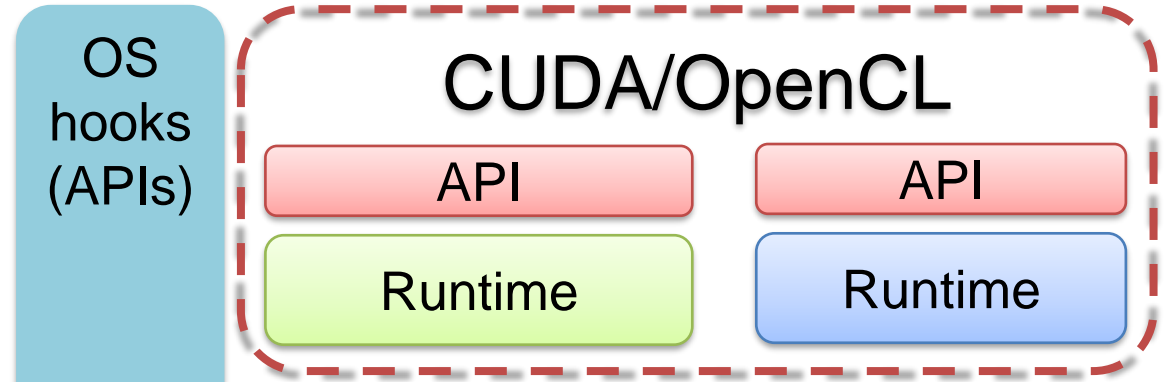 OS
hooks
(APIs)
CUDA/OpenCL
API
API
Runtime
Runtime